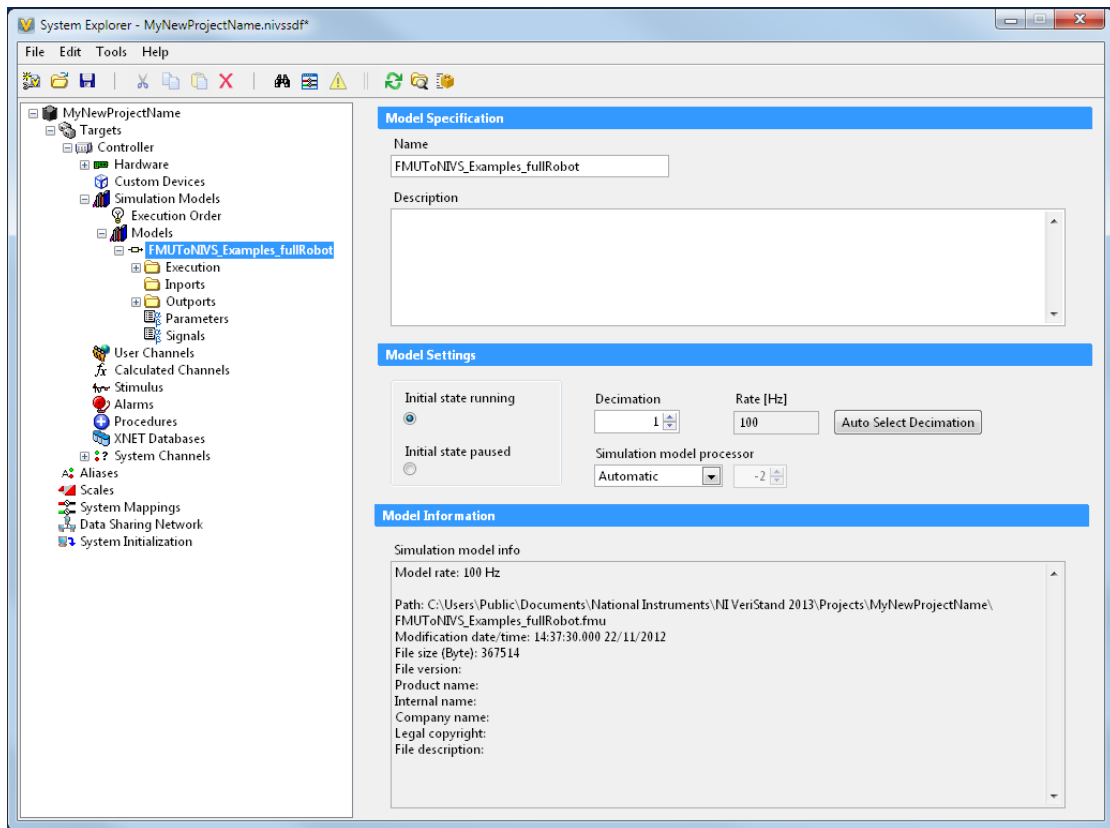 System Explorer - MyNewProjectName.nivssdf*
File Edit Tools Help
MyNewProjectName
Targets
Controller
Hardware
Custom Devices
Simulation Models
Execution Order
Models
FMUToNIVS_Examples_fullRobot
Execution
Inports
Outports
Parameters
Signals
User Channels
fx Calculated Channels
Stimulus
Alarms
Procedures
XNET Databases
System Channels
Aliases
Scales
System Mappings
Data Sharing Network
System Initialization
Model Specification
Name
FMUToNIVS_Examples_fullRobot
Description
Model Settings
Initial state running
Initial state paused
Decimation
1
Rate [Hz]
100
Auto Select Decimation
Simulation model processor
Automatic
-2
Model Information
Simulation model info
Model rate: 100 Hz
Path: C:\Users\Public\Documents\National Instruments\NI VeriStand 2013\Projects\MyNewProjectName\
FMUToNIVS_Examples_fullRobot.fmu
Modification date/time: 14:37:30.000 22/11/2012
File size (Byte): 367514
File version:
Product name:
Internal name:
Company name:
Legal copyright:
File description: